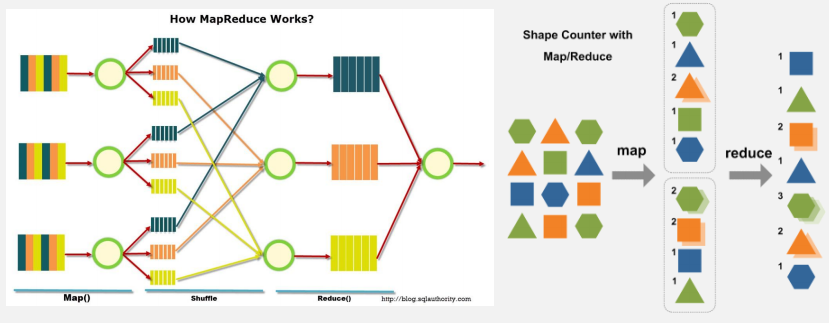 How MapReduce Works?
Map()
Shuffle
Reduce()
http://blog.sqlauthority.com
Shape Counter with
Map/Reduce
map
1
1
2
1
1
2
2
1
1
reduce
1
1
2
1
3
2
1